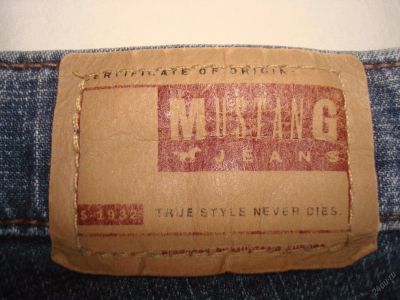 CERTIFICATE OF ORIGIN:
MUSTANG
JEANS
S·1932
TRUE STYLE NEVER DIES.